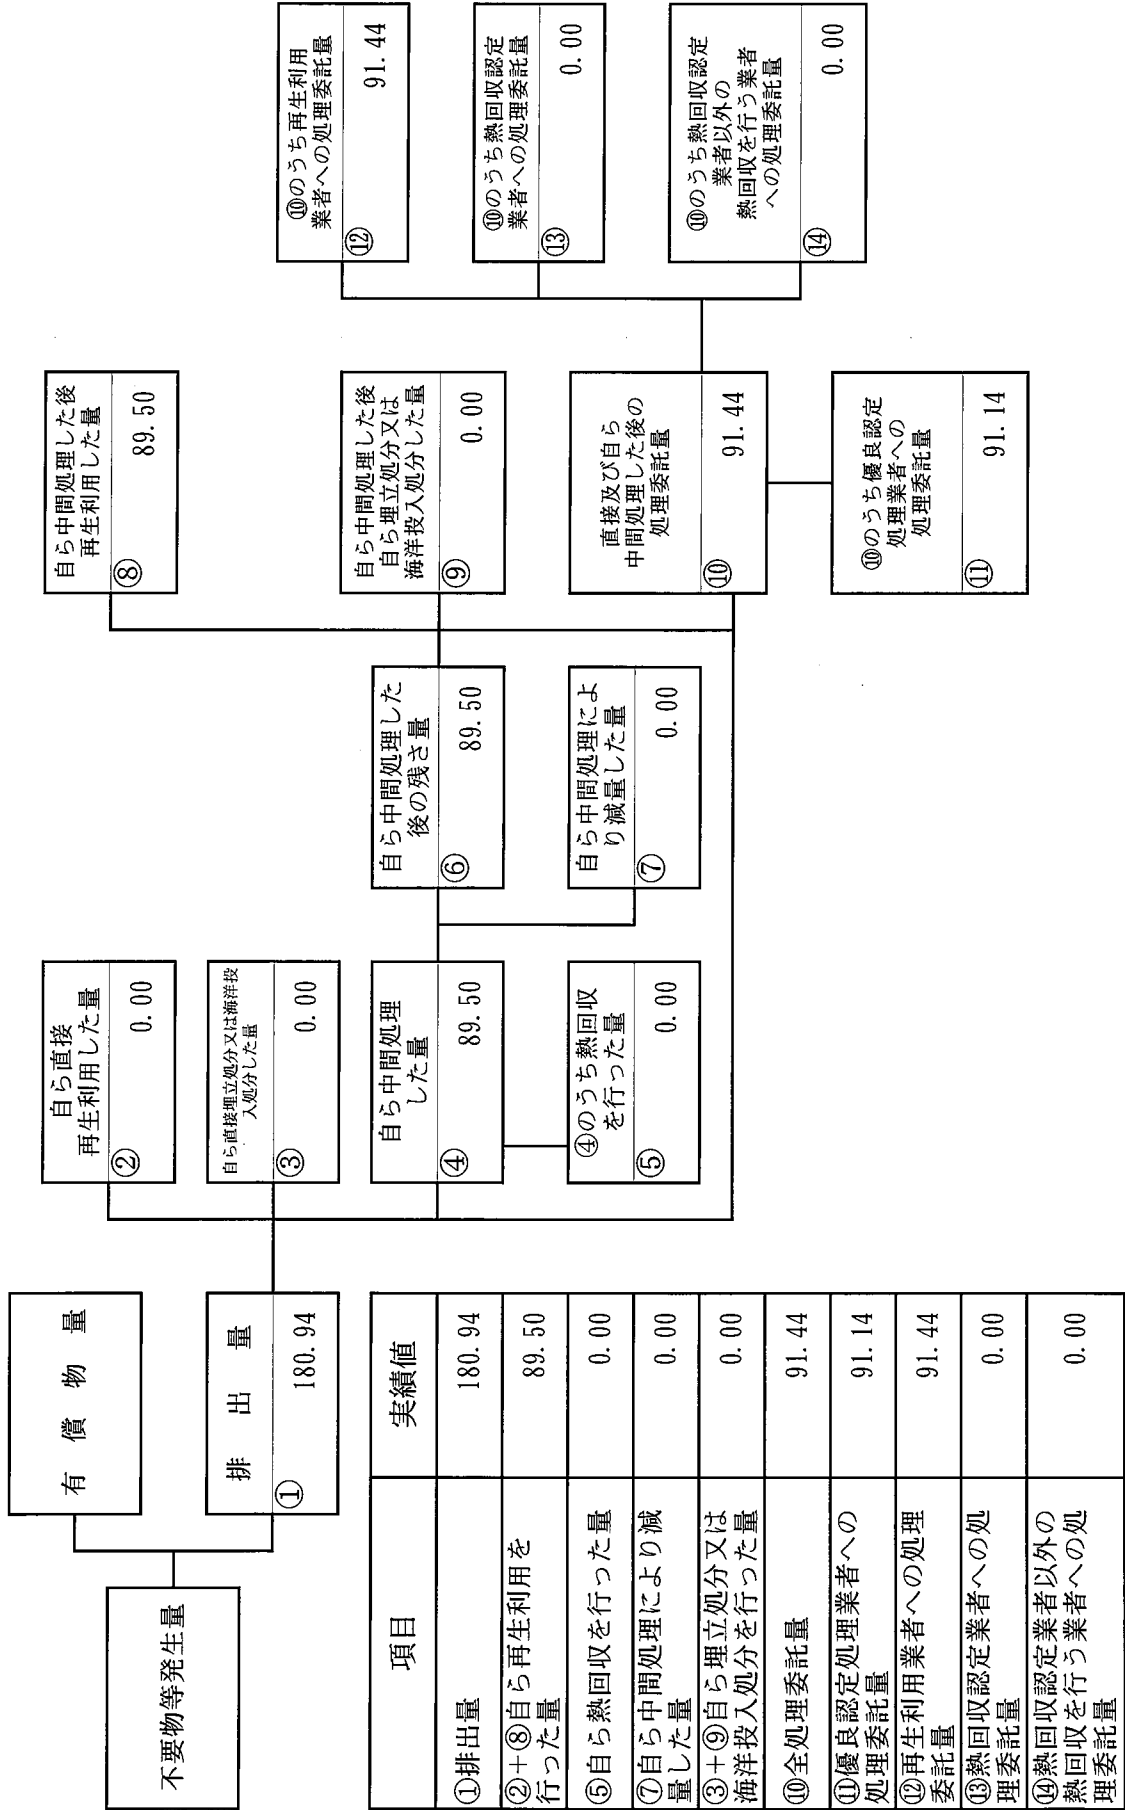 不要物等発生量
有償物量
排出量
① 180.94
自ら直接
再生利用した量
② 0.00
自ら直接埋立処分又は海洋投
入処分した量
③ 0.00
自ら中間処理
した量
④ 89.50
④のうち熱回収
を行った量
⑤ 0.00
自ら中間処理した
後の残さ量
⑥ 89.50
自ら中間処理によ
り減量した量
⑦ 0.00
自ら中間処理した後
再生利用した量
⑧ 89.50
自ら中間処理した後
自ら埋立処分又は
海洋投入処分した量
⑨ 0.00
直接及び自ら
中間処理した後の
処理委託量
⑩ 91.44
⑩のうち優良認定
処理業者への
処理委託量
⑪ 91.14
⑩のうち再生利用
業者への処理委託量
⑫ 91.44
⑩のうち熱回収認定
業者への処理委託量
⑬ 0.00
⑩のうち熱回収認定
業者以外の
熱回収を行う業者
への処理委託量
⑭ 0.00
項目 実績値
①排出量 180.94
②+⑧自ら再生利用を
行った量 89.50
⑤自ら熱回収を行った量 0.00
⑦自ら中間処理により減
量した量 0.00
③+⑨自ら埋立処分又は
海洋投入処分を行った量 0.00
⑩全処理委託量 91.44
⑪優良認定処理業者への
処理委託量 91.14
⑫再生利用業者への処理
委託量 91.44
⑬熱回収認定業者への処
理委託量 0.00
⑭熱回収認定業者以外の
熱回収を行う業者への処
理委託量 0.00